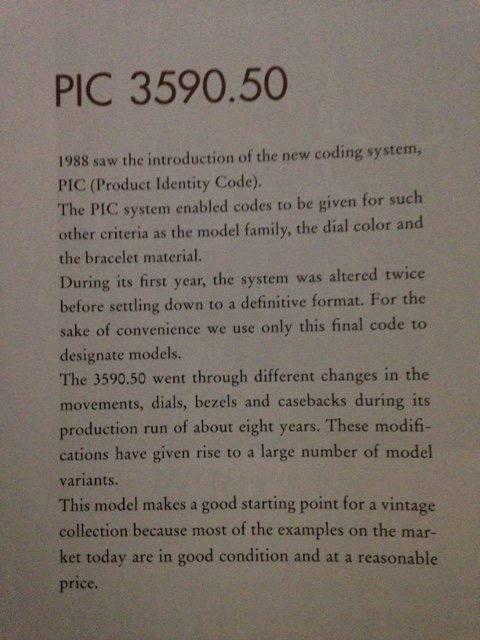 PIC 3590.50
1988 saw the introduction of the new coding system,
PIC (Product Identity Code).
The PIC system enabled codes to be given for such
other criteria as the model family, the dial color and
the bracelet material.
During its first year, the system was altered twice
before settling down to a definitive format. For the
sake of convenience we use only this final code to
designate models.
The 3590.50 went through different changes in the
movements, dials, bezels and casebacks during its
production run of about eight years. These modifi-
cations have given rise to a large number of model
variants.
This model makes a good starting point for a vintage
collection because most of the examples on the mar-
ket today are in good condition and at a reasonable
price.